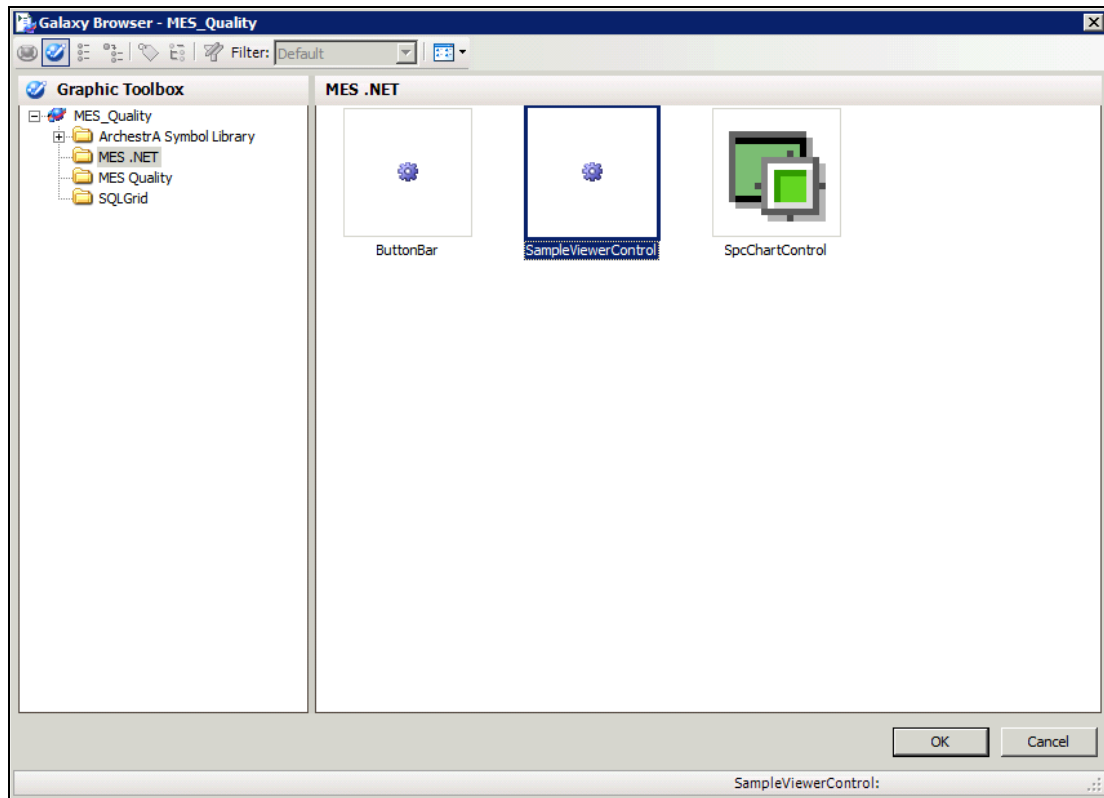 Galaxy Browser - MES_Quality
Filter: Default
Graphic Toolbox
MES .NET
MES_Quality
ArchestrA Symbol Library
MES .NET
MES Quality
SQLGrid
ButtonBar
SampleViewerControl
SpcChartControl
OK
Cancel
SampleViewerControl: